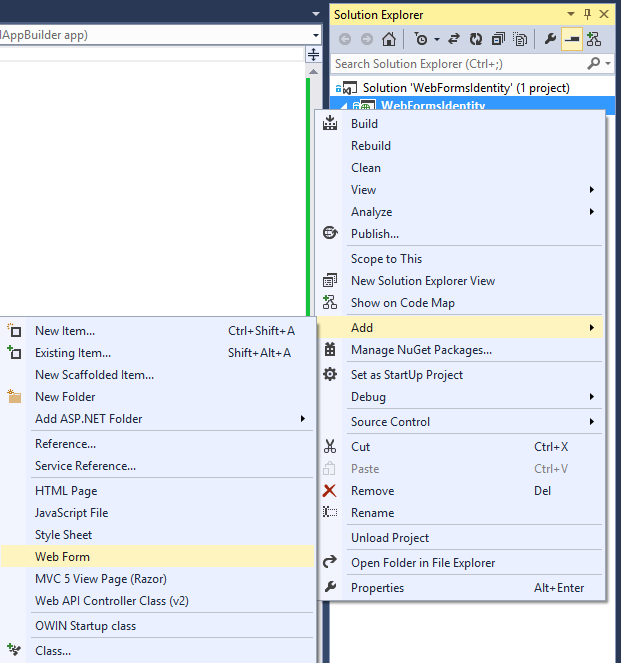 Solution Explorer
lAppBuilder app)
Search Solution Explorer (Ctrl+;)
Solution 'WebFormsIdentity' (1 project)
WebFormsIdentity
Build
Rebuild
Clean
View
Analyze
Publish...
Scope to This
New Solution Explorer View
Show on Code Map
Add
Manage NuGet Packages...
Set as StartUp Project
Debug
Source Control
Cut Ctrl+X
Paste Ctrl+V
Remove Del
Rename
Unload Project
Open Folder in File Explorer
Properties Alt+Enter
New Item... Ctrl+Shift+A
Existing Item... Shift+Alt+A
New Scaffolded Item...
New Folder
Add ASP.NET Folder
Reference...
Service Reference...
HTML Page
JavaScript File
Style Sheet
Web Form
MVC 5 View Page (Razor)
Web API Controller Class (v2)
OWIN Startup class
Class...